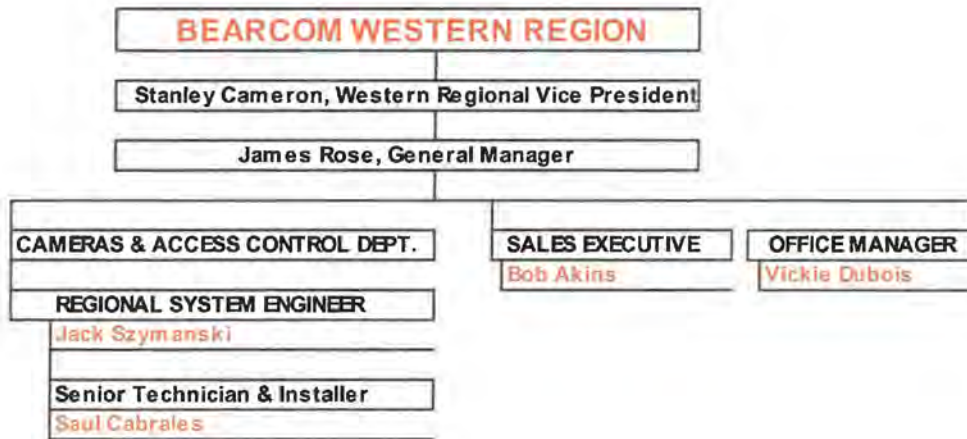 BEARCOM WESTERN REGION
Stanley Cameron, Western Regional Vice President
James Rose, General Manager
CAMERAS & ACCESS CONTROL DEPT.
SALES EXECUTIVE
OFFICE MANAGER
Bob Akins
Vickie Dubois
REGIONAL SYSTEM ENGINEER
Jack Szymanski
Senior Technician & Installer
Saul Cabrales